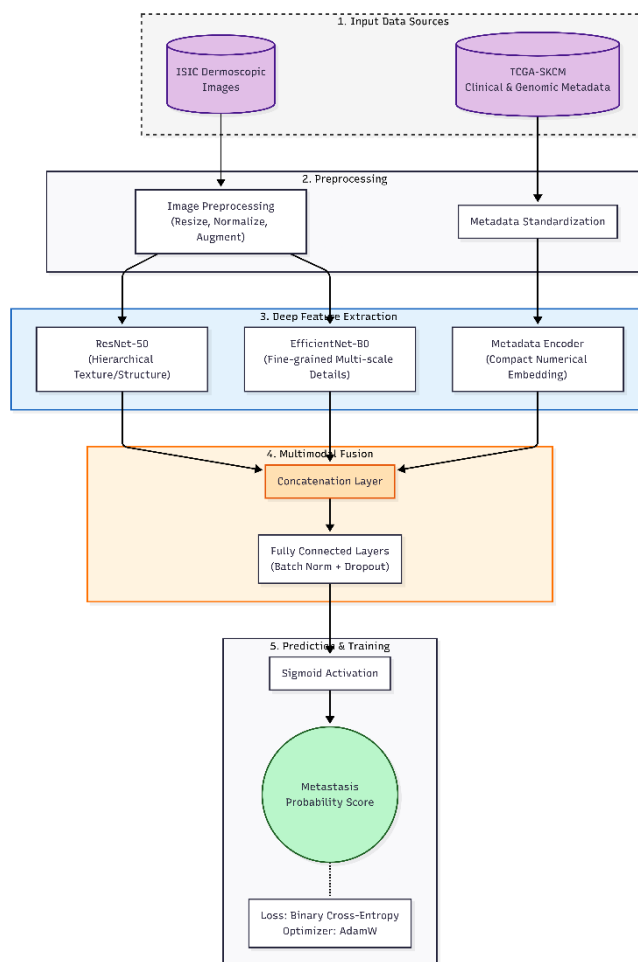 1. Input Data Sources
ISIC Dermoscopic
Images
TCGA-SKCM
Clinical & Genomic Metadata
2. Preprocessing
Image Preprocessing
(Resize, Normalize,
Augment)
Metadata Standardization
3. Deep Feature Extraction
ResNet-50
(Hierarchical
Texture/Structure)
EfficientNet-B0
(Fine-grained Multi-scale
Details)
Metadata Encoder
(Compact Numerical
Embedding)
4. Multimodal Fusion
Concatenation Layer
Fully Connected Layers
(Batch Norm + Dropout)
5. Prediction & Training
Sigmoid Activation
Metastasis
Probability Score
Loss: Binary Cross-Entropy
Optimizer: AdamW